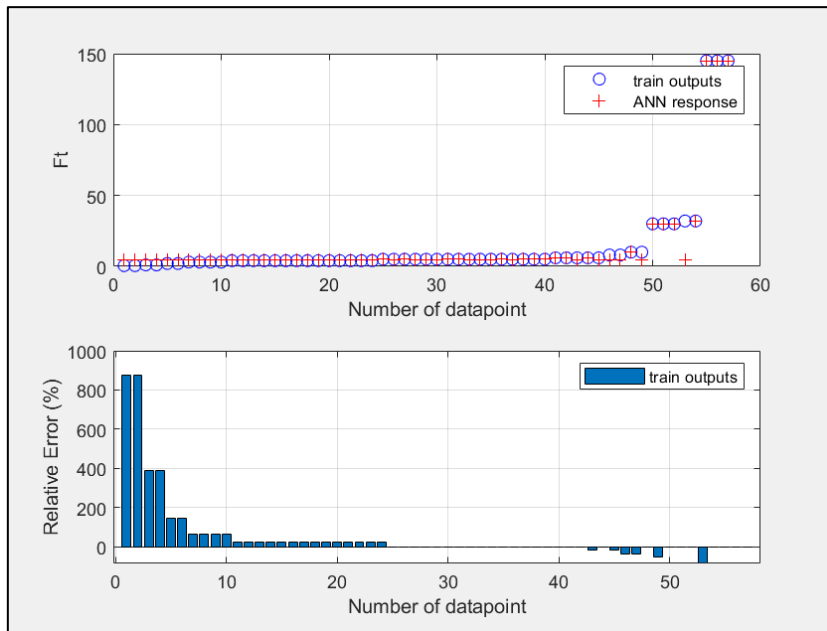 150
100
50
0
Ft
train outputs
ANN response
0 10 20 30 40 50 60
Number of datapoint
1000
800
600
400
200
0
Relative Error (%)
train outputs
0 10 20 30 40 50
Number of datapoint